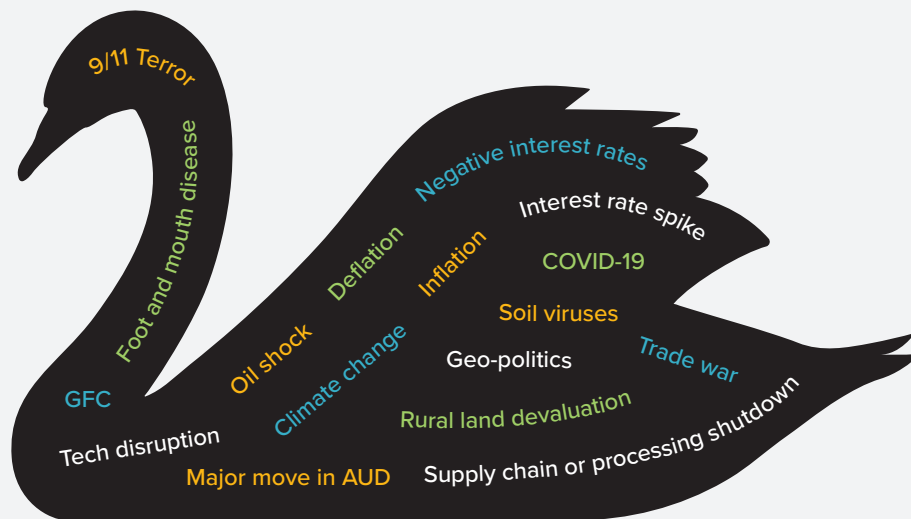 9/11 Terror
Foot and mouth disease
Negative interest rates
Interest rate spike
Deflation
Inflation
COVID-19
Soil viruses
Oil shock
Climate change
Geo-politics
Trade war
GFC
Rural land devaluation
Tech disruption
Major move in AUD
Supply chain or processing shutdown